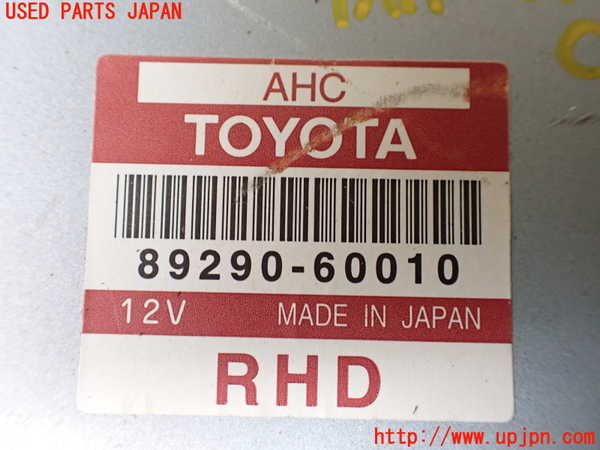 USED PARTS JAPAN
AHC
TOYOTA
89290-60010
12V MADE IN JAPAN
RHD
http://www.upjpn.com